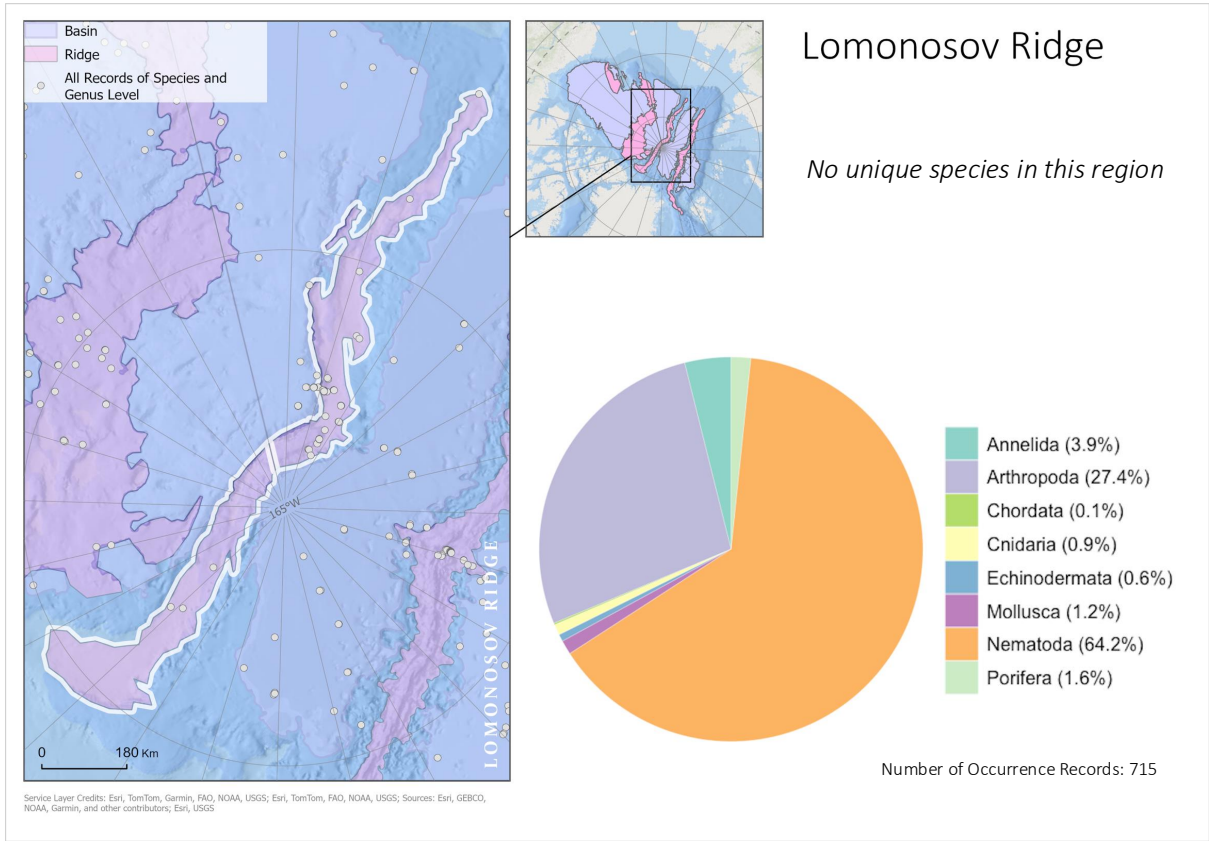 Basin
Ridge
All Records of Species and
Genus Level
165°W
LOMONOSOV RIDGE
0 180 Km
Service Layer Credits: Esri, TomTom, Garmin, FAO, NOAA, USGS; Esri, TomTom, FAO, NOAA, USGS; Sources: Esri, GEBCO,
NOAA, Garmin, and other contributors; Esri, USGS
Lomonosov Ridge
No unique species in this region
Annelida (3.9%)
Arthropoda (27.4%)
Chordata (0.1%)
Cnidaria (0.9%)
Echinodermata (0.6%)
Mollusca (1.2%)
Nematoda (64.2%)
Porifera (1.6%)
Number of Occurrence Records: 715